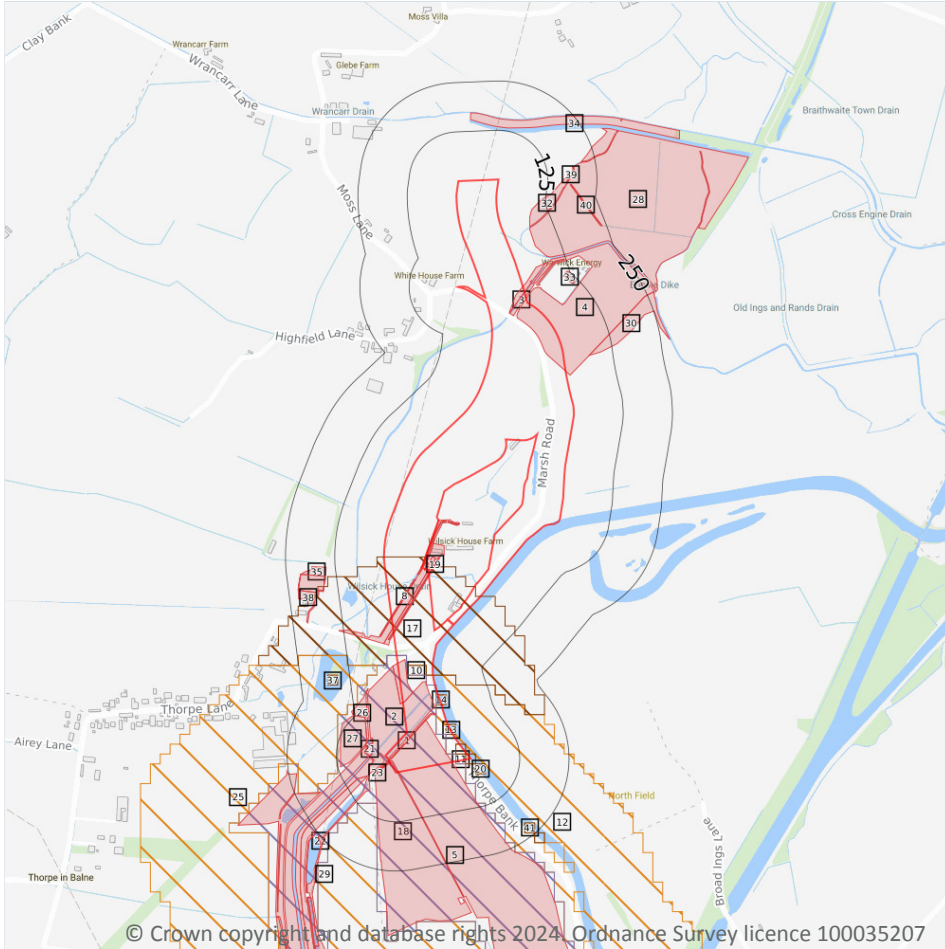 Moss Villa
Clay Bank
Wrancarr Farm
Glebe Farm
Wrancarr Lane
Wrancarr Drain
Braithwaite Town Drain
34
125
39
32
40
28
Moss Lane
Cross Engine Drain
250
33
White House Farm
Dike
3
4
Old Ings and Rands Drain
30
Highfield Lane
Marsh Road
House Farm
19
35
38
8
17
10
37
Thorpe Lane
26
2
4
13
Airey Lane
27
21
1
11
20
23
25
North Field
12
41
Thorpe Bank
18
22
5
29
Broad Ings Lane
Thorpe in Balne
© Crown copyright and database rights 2024. Ordnance Survey licence 100035207